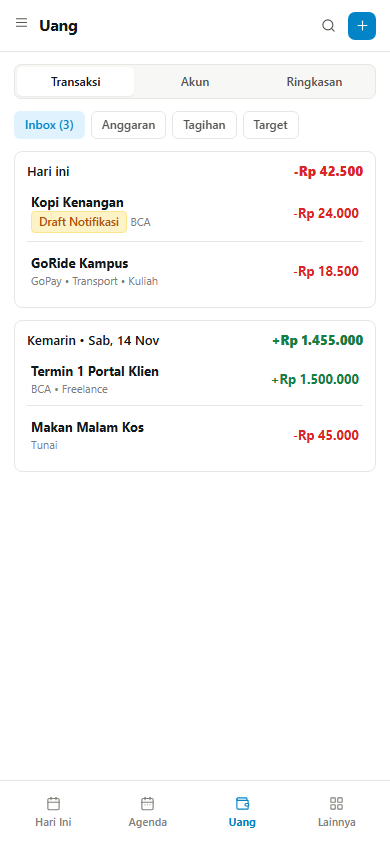 Uang
Transaksi Akun Ringkasan
Inbox (3) Anggaran Tagihan Target
Hari ini -Rp 42.500
Kopi Kenangan
Draft Notifikasi BCA -Rp 24.000
GoRide Kampus
GoPay • Transport • Kuliah -Rp 18.500
Kemarin • Sab, 14 Nov +Rp 1.455.000
Termin 1 Portal Klien
BCA • Freelance +Rp 1.500.000
Makan Malam Kos
Tunai -Rp 45.000
Hari Ini Agenda Uang Lainnya